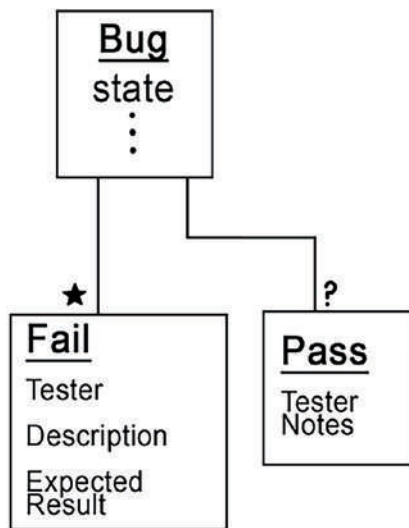 Bug
state
⋮
★
?
Fail
Tester
Description
Expected
Result
Pass
Tester
Notes